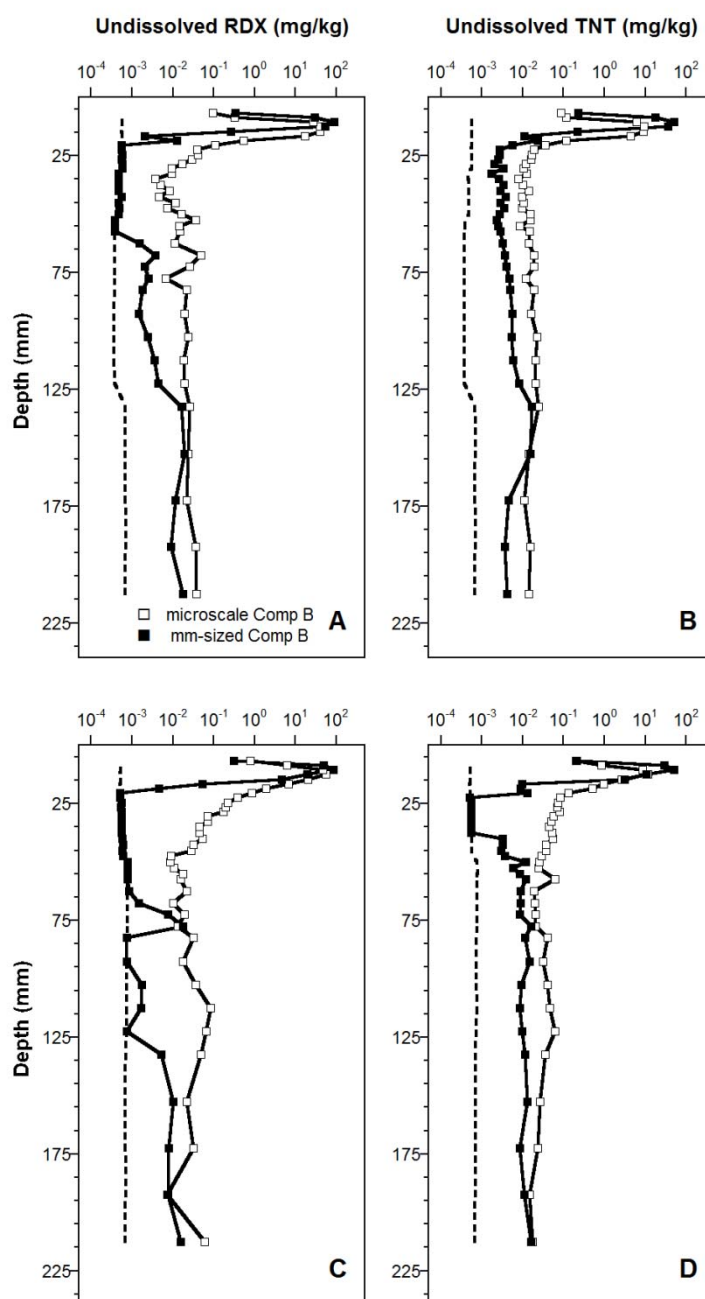 Undissolved RDX (mg/kg) Undissolved TNT (mg/kg)
10-4 10-3 10-2 10-1 100 101 102 10-4 10-3 10-2 10-1 100 101 102
25 25
75 75
Depth (mm)
125 125
175 175
□ microscale Comp B
225 ■ mm-sized Comp B A 225 B
10-4 10-3 10-2 10-1 100 101 102 10-4 10-3 10-2 10-1 100 101 102
25 25
75 75
Depth (mm)
125 125
175 175
225 C 225 D